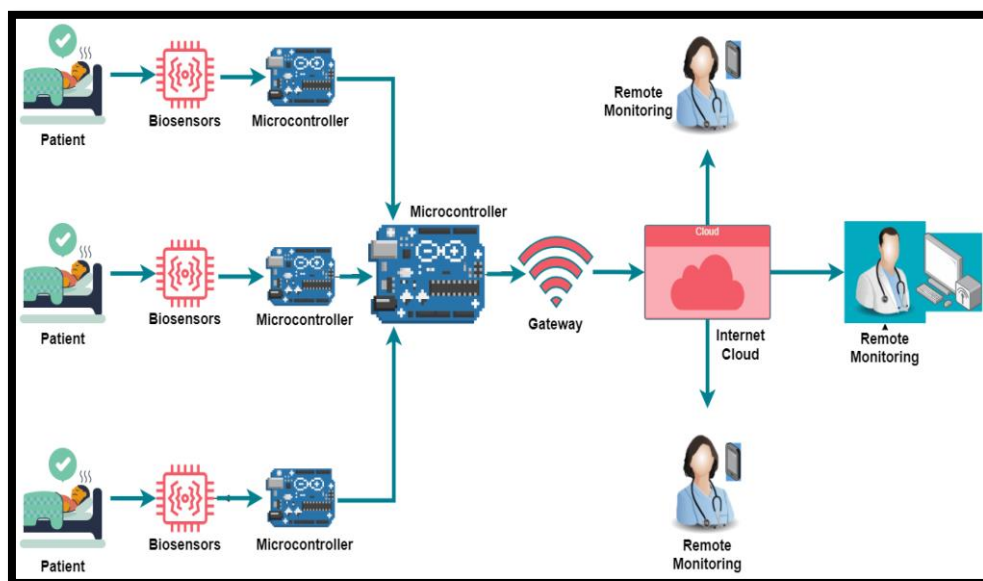 Patient
Biosensors
Microcontroller
Remote
Monitoring
Microcontroller
Patient
Biosensors
Microcontroller
Gateway
Cloud
Internet
Cloud
Remote
Monitoring
Patient
Biosensors
Microcontroller
Remote
Monitoring